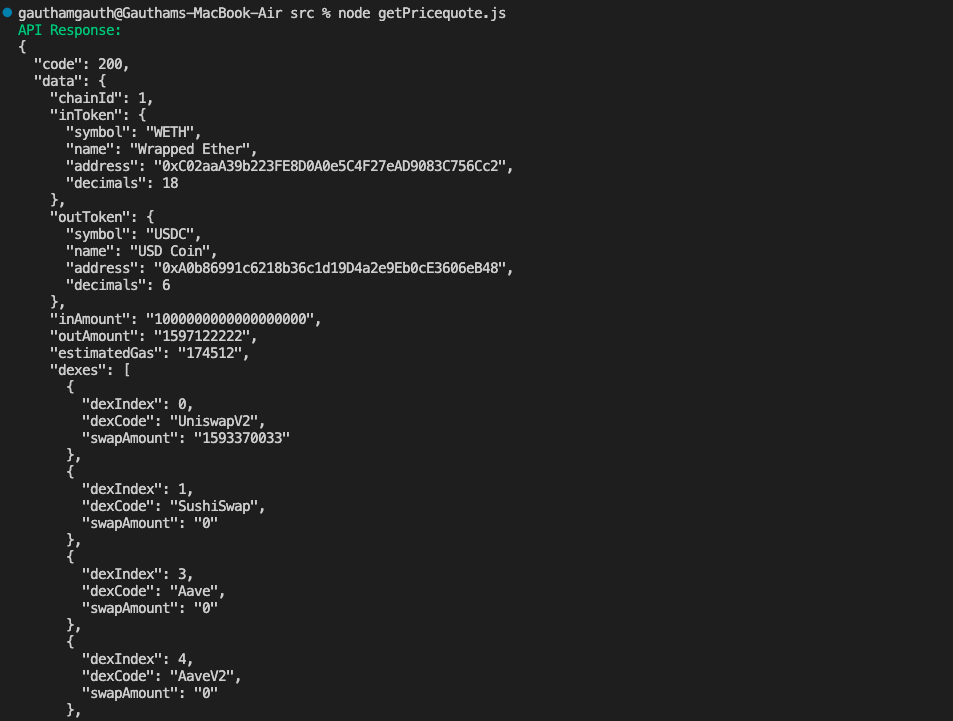 gauthamgauth@Gauthams-MacBook-Air src % node getPricequote.js
API Response:
{
  "code": 200,
  "data": {
    "chainId": 1,
    "inToken": {
      "symbol": "WETH",
      "name": "Wrapped Ether",
      "address": "0xC02aaA39b223FE8D0A0e5C4F27eAD9083C756Cc2",
      "decimals": 18
    },
    "outToken": {
      "symbol": "USDC",
      "name": "USD Coin",
      "address": "0xA0b86991c6218b36c1d19D4a2e9Eb0cE3606eB48",
      "decimals": 6
    },
    "inAmount": "1000000000000000000",
    "outAmount": "1597122222",
    "estimatedGas": "174512",
    "dexes": [
      {
        "dexIndex": 0,
        "dexCode": "UniswapV2",
        "swapAmount": "1593370033"
      },
      {
        "dexIndex": 1,
        "dexCode": "SushiSwap",
        "swapAmount": "0"
      },
      {
        "dexIndex": 3,
        "dexCode": "Aave",
        "swapAmount": "0"
      },
      {
        "dexIndex": 4,
        "dexCode": "AaveV2",
        "swapAmount": "0"
      },